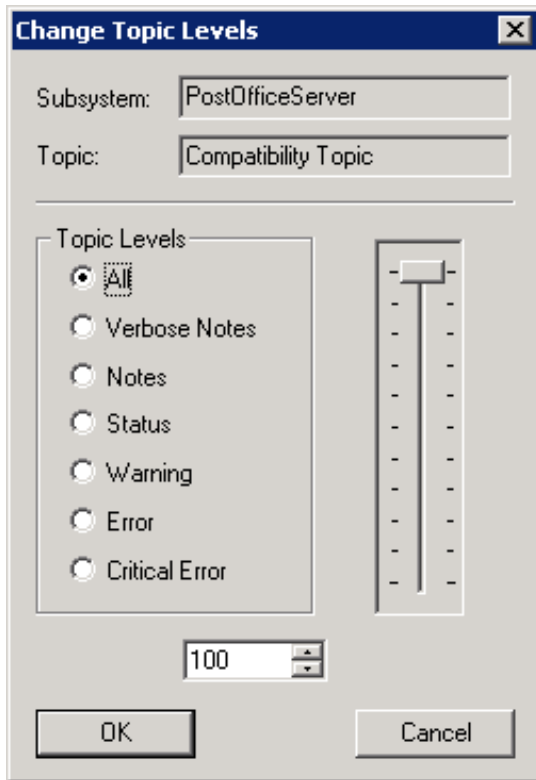 Change Topic Levels
Subsystem: PostOfficeServer
Topic: Compatibility Topic
Topic Levels
All
Verbose Notes
Notes
Status
Warning
Error
Critical Error
100
OK Cancel